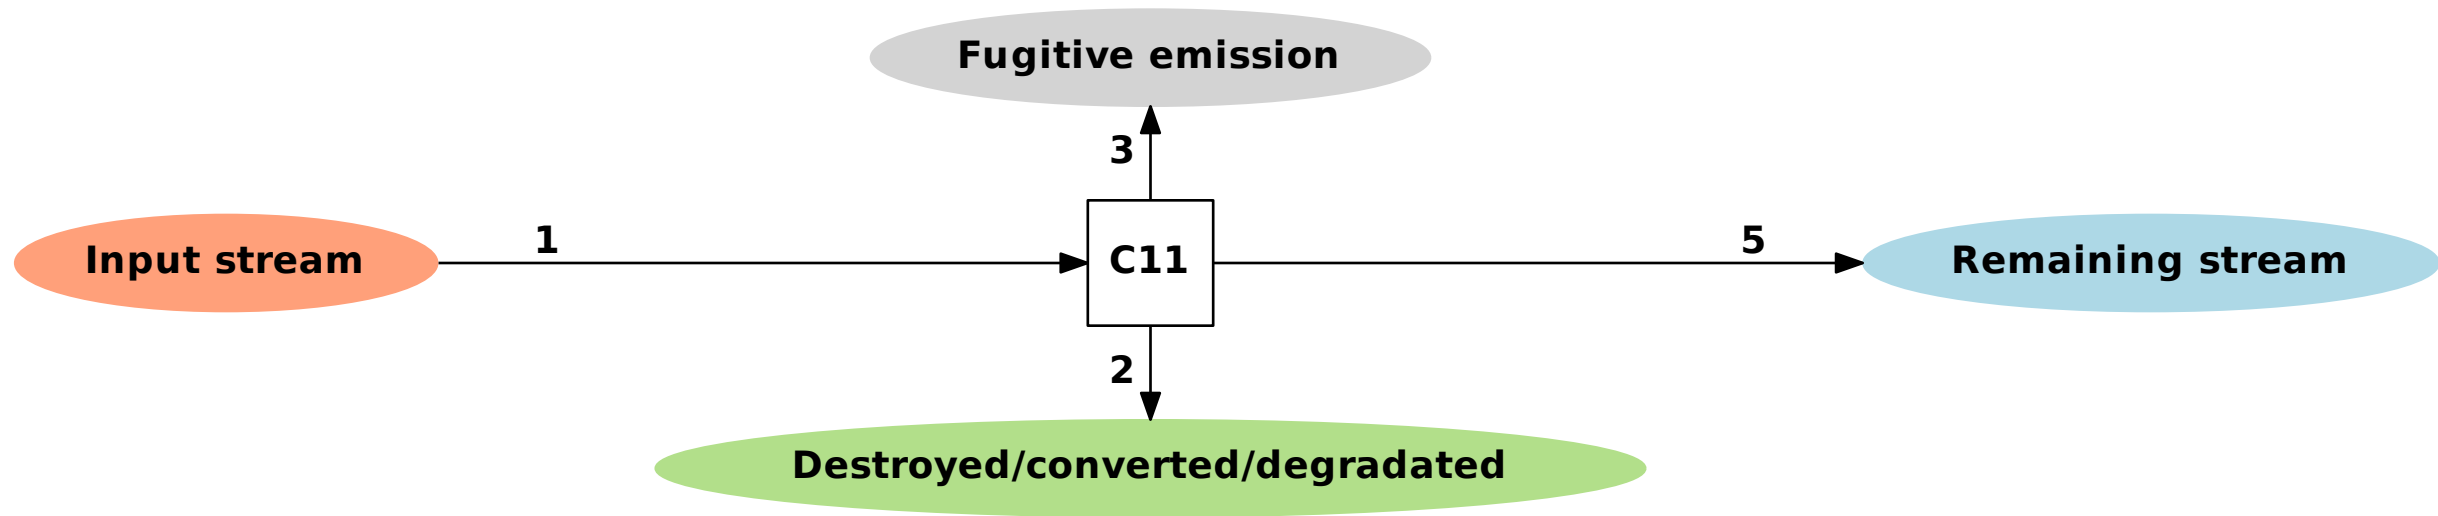 Fugitive emission
3
1
5
Input stream
C11
Remaining stream
2
Destroyed/converted/degradated